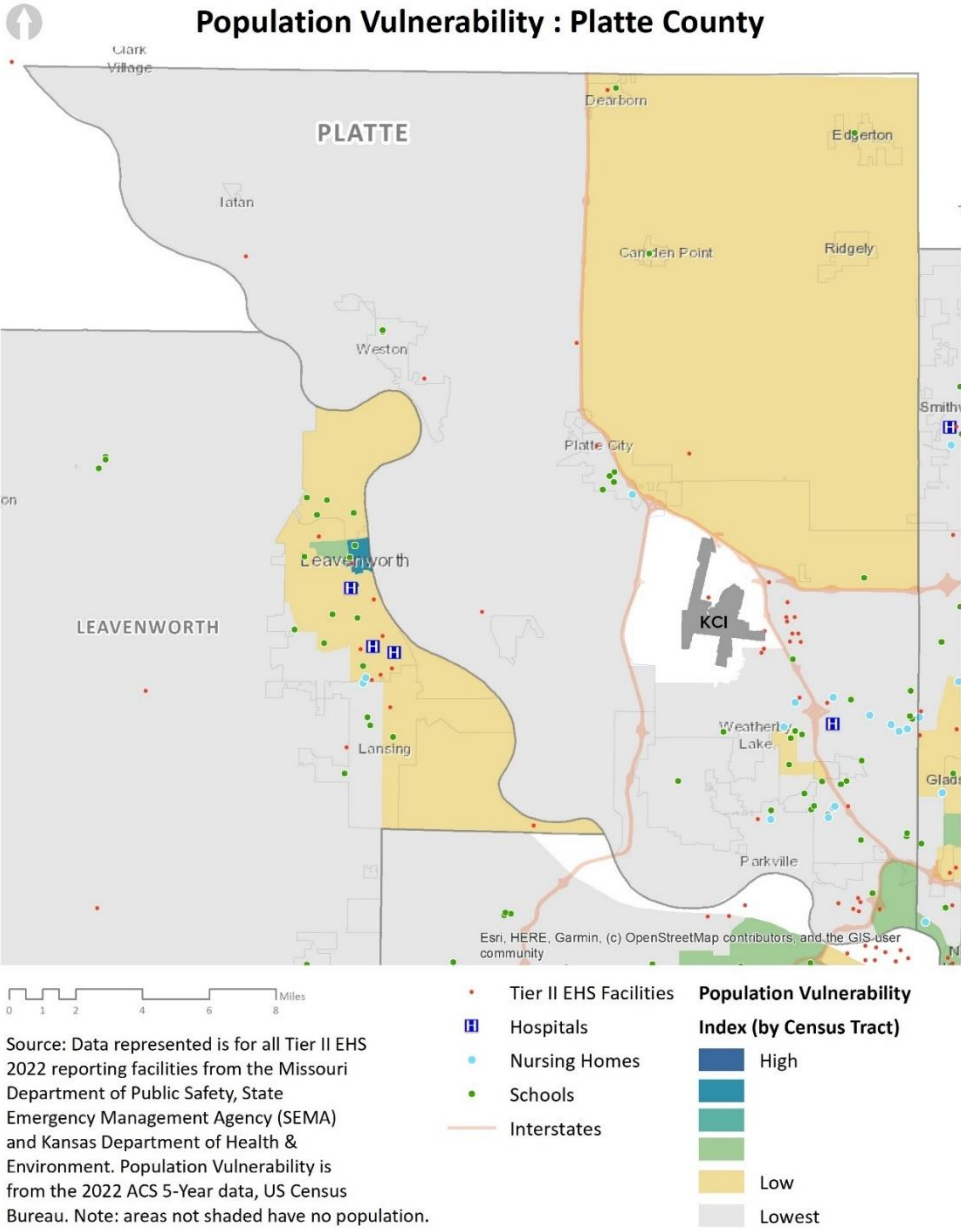 Population Vulnerability : Platte County
Clark
Village
PLATTE
Dearborn
Edgerton
Iatan
Camden Point
Ridgely
Weston
Platte City
Leavenworth
LEAVENWORTH
KCI
Weatherby
Lake
Lansing
Parkville
Esri, HERE, Garmin, (c) OpenStreetMap contributors, and the GIS user
community
0 1 2 4 6 8 Miles
Source: Data represented is for all Tier II EHS
2022 reporting facilities from the Missouri
Department of Public Safety, State
Emergency Management Agency (SEMA)
and Kansas Department of Health &
Environment. Population Vulnerability is
from the 2022 ACS 5-Year data, US Census
Bureau. Note: areas not shaded have no population.
Tier II EHS Facilities
H Hospitals
Nursing Homes
Schools
Interstates
Population Vulnerability
Index (by Census Tract)
High
Low
Lowest